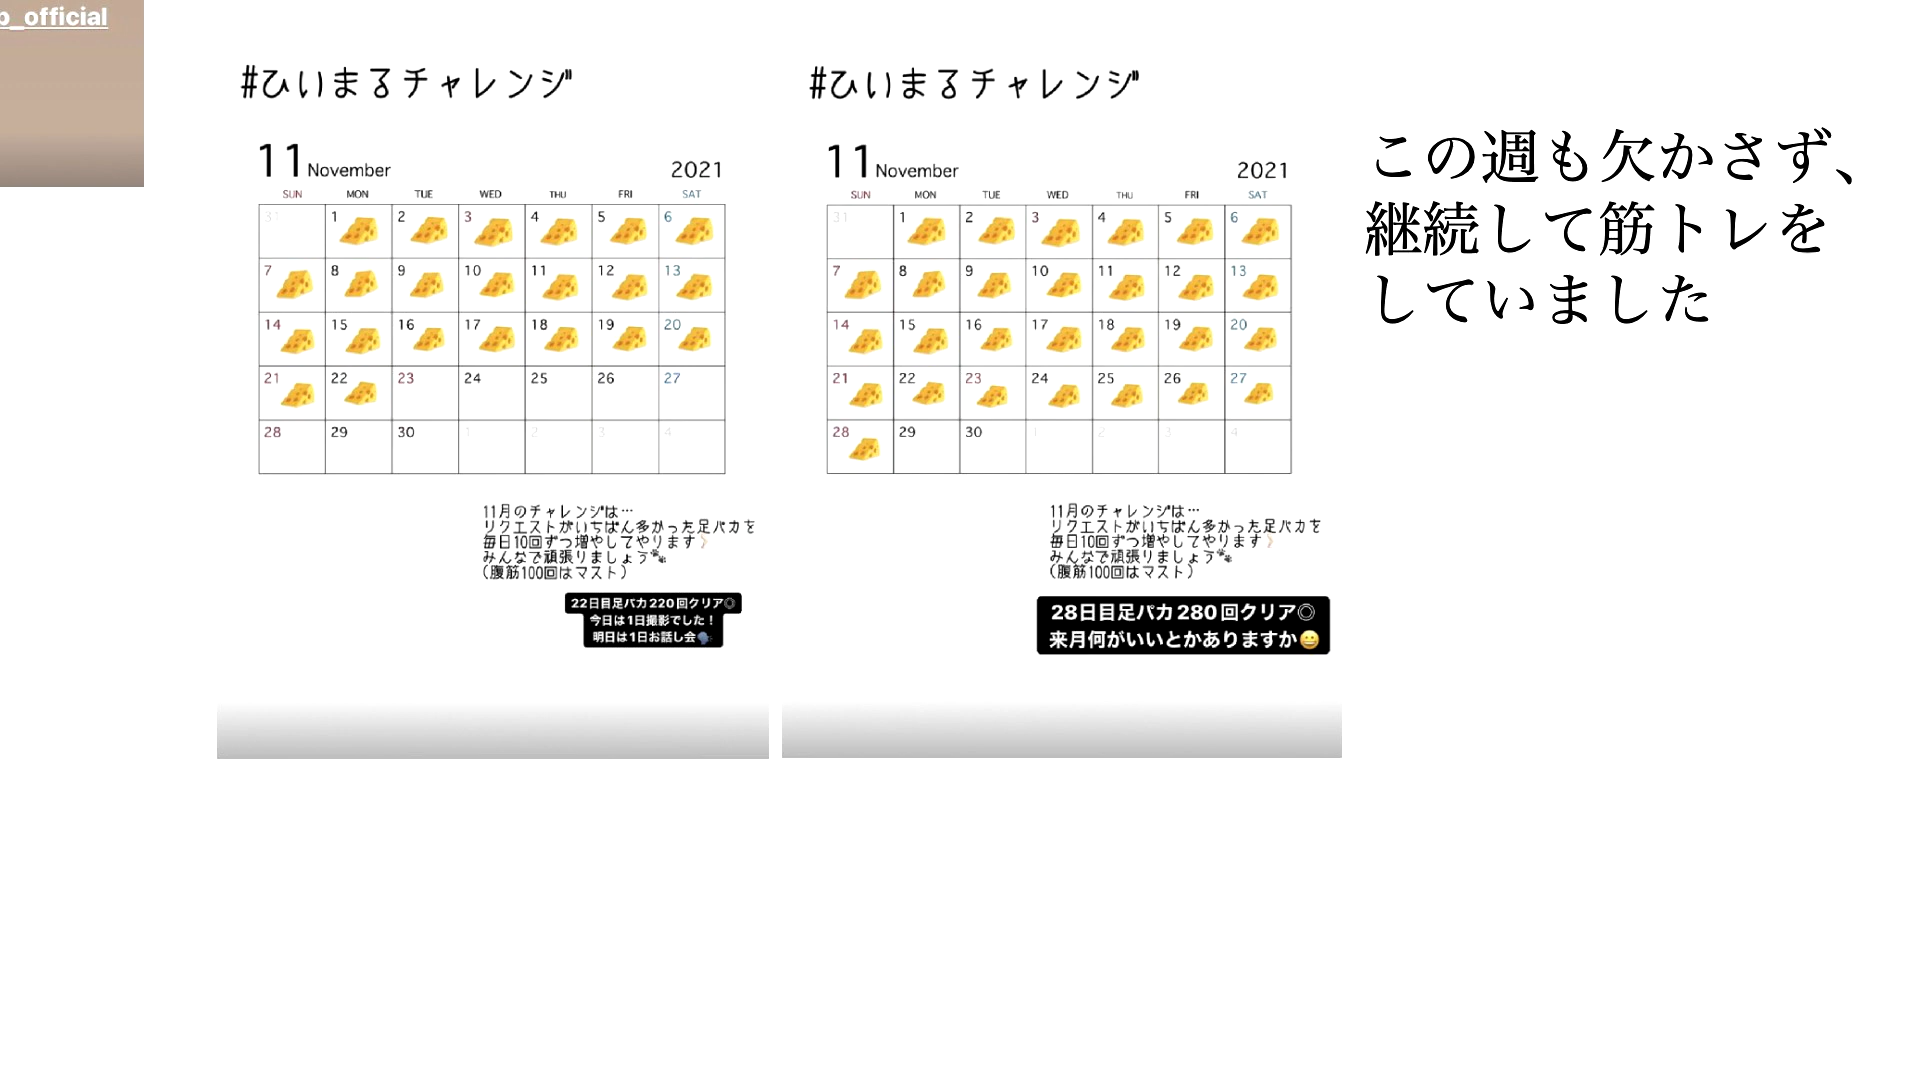 p_official
#ひいまるチャレンジ
11 November 2021
SUN MON TUE WED THU FRI SAT
31 1 2 3 4 5 6
7 8 9 10 11 12 13
14 15 16 17 18 19 20
21 22 23 24 25 26 27
28 29 30 1 2 3 4
11月のチャレンジは…
リクエストがいちばん多かった足パカを
毎日10回ずつ増やしてやります
みんなで頑張りましょう🐾
(腹筋100回はマスト)
22日目足パカ220回クリア◎
今日は1日撮影でした!
明日は1日お話し会🗣
#ひいまるチャレンジ
11 November 2021
SUN MON TUE WED THU FRI SAT
31 1 2 3 4 5 6
7 8 9 10 11 12 13
14 15 16 17 18 19 20
21 22 23 24 25 26 27
28 29 30 1 2 3 4
11月のチャレンジは…
リクエストがいちばん多かった足パカを
毎日10回ずつ増やしてやります
みんなで頑張りましょう🐾
(腹筋100回はマスト)
28日目足パカ280回クリア◎
来月何がいいとかありますか😀
この週も欠かさず、
継続して筋トレを
していました